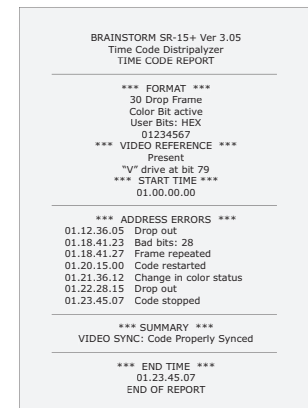 BRAINSTORM SR-15+ Ver 3.05
Time Code Distripalyzer
TIME CODE REPORT
*** FORMAT ***
30 Drop Frame
Color Bit active
User Bits: HEX
01234567
*** VIDEO REFERENCE ***
Present
“V” drive at bit 79
*** START TIME ***
01.00.00.00
*** ADDRESS ERRORS ***
01.12.36.05 Drop out
01.18.41.23 Bad bits: 28
01.18.41.27 Frame repeated
01.20.15.00 Code restarted
01.21.36.12 Change in color status
01.22.28.15 Drop out
01.23.45.07 Code stopped
*** SUMMARY ***
VIDEO SYNC: Code Properly Synced
*** END TIME ***
01.23.45.07
END OF REPORT